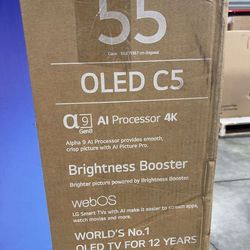 55
OLED C5
α9 AI Processor 4K
Gen8
Alpha 9 AI Processor provides smooth,
crisp picture with AI Picture Pro.
Brightness Booster
Brighter picture powered by Brightness Booster.
webOS
LG Smart TVs with AI make it easier to stream apps,
watch movies and more.
WORLD'S No.1
OLED TV FOR 12 YEARS